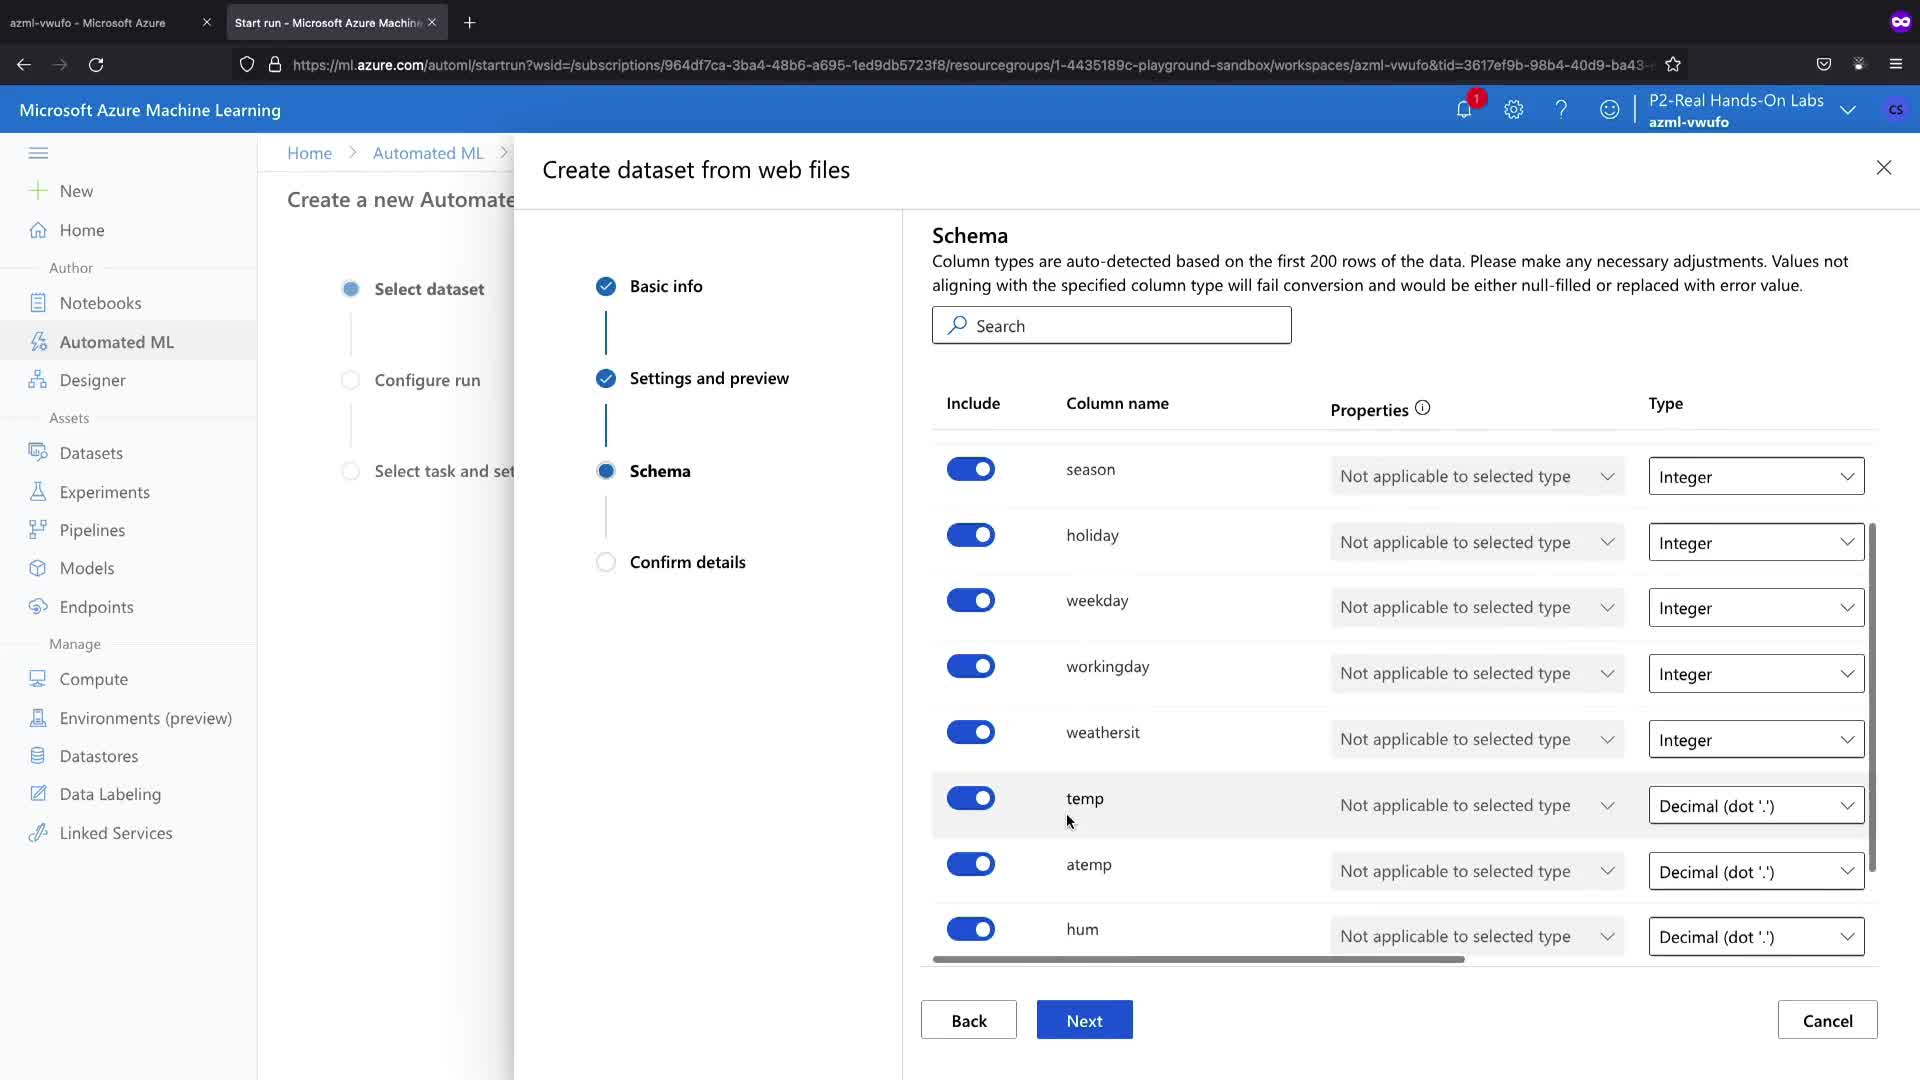 azml-vwufo - Microsoft Azure
Start run - Microsoft Azure Machine
https://ml.azure.com/automl/startrun?wsid=/subscriptions/964df7ca-3ba4-48b6-a695-1ed9db5723f8/resourcegroups/1-4435189c-playground-sandbox/workspaces/azml-vwufo&tid=3617ef9b-98b4-40d9-ba43-
Microsoft Azure Machine Learning
1
P2-Real Hands-On Labs
azml-vwufo
CS
New
Home
Author
Notebooks
Automated ML
Designer
Assets
Datasets
Experiments
Pipelines
Models
Endpoints
Manage
Compute
Environments (preview)
Datastores
Data Labeling
Linked Services
Home > Automated ML >
Create a new Automate
Select dataset
Configure run
Select task and set
Create dataset from web files
Basic info
Settings and preview
Schema
Confirm details
Schema
Column types are auto-detected based on the first 200 rows of the data. Please make any necessary adjustments. Values not
aligning with the specified column type will fail conversion and would be either null-filled or replaced with error value.
Search
Include Column name Properties Type
season Not applicable to selected type Integer
holiday Not applicable to selected type Integer
weekday Not applicable to selected type Integer
workingday Not applicable to selected type Integer
weathersit Not applicable to selected type Integer
temp Not applicable to selected type Decimal (dot '.')
atemp Not applicable to selected type Decimal (dot '.')
hum Not applicable to selected type Decimal (dot '.')
Back Next Cancel